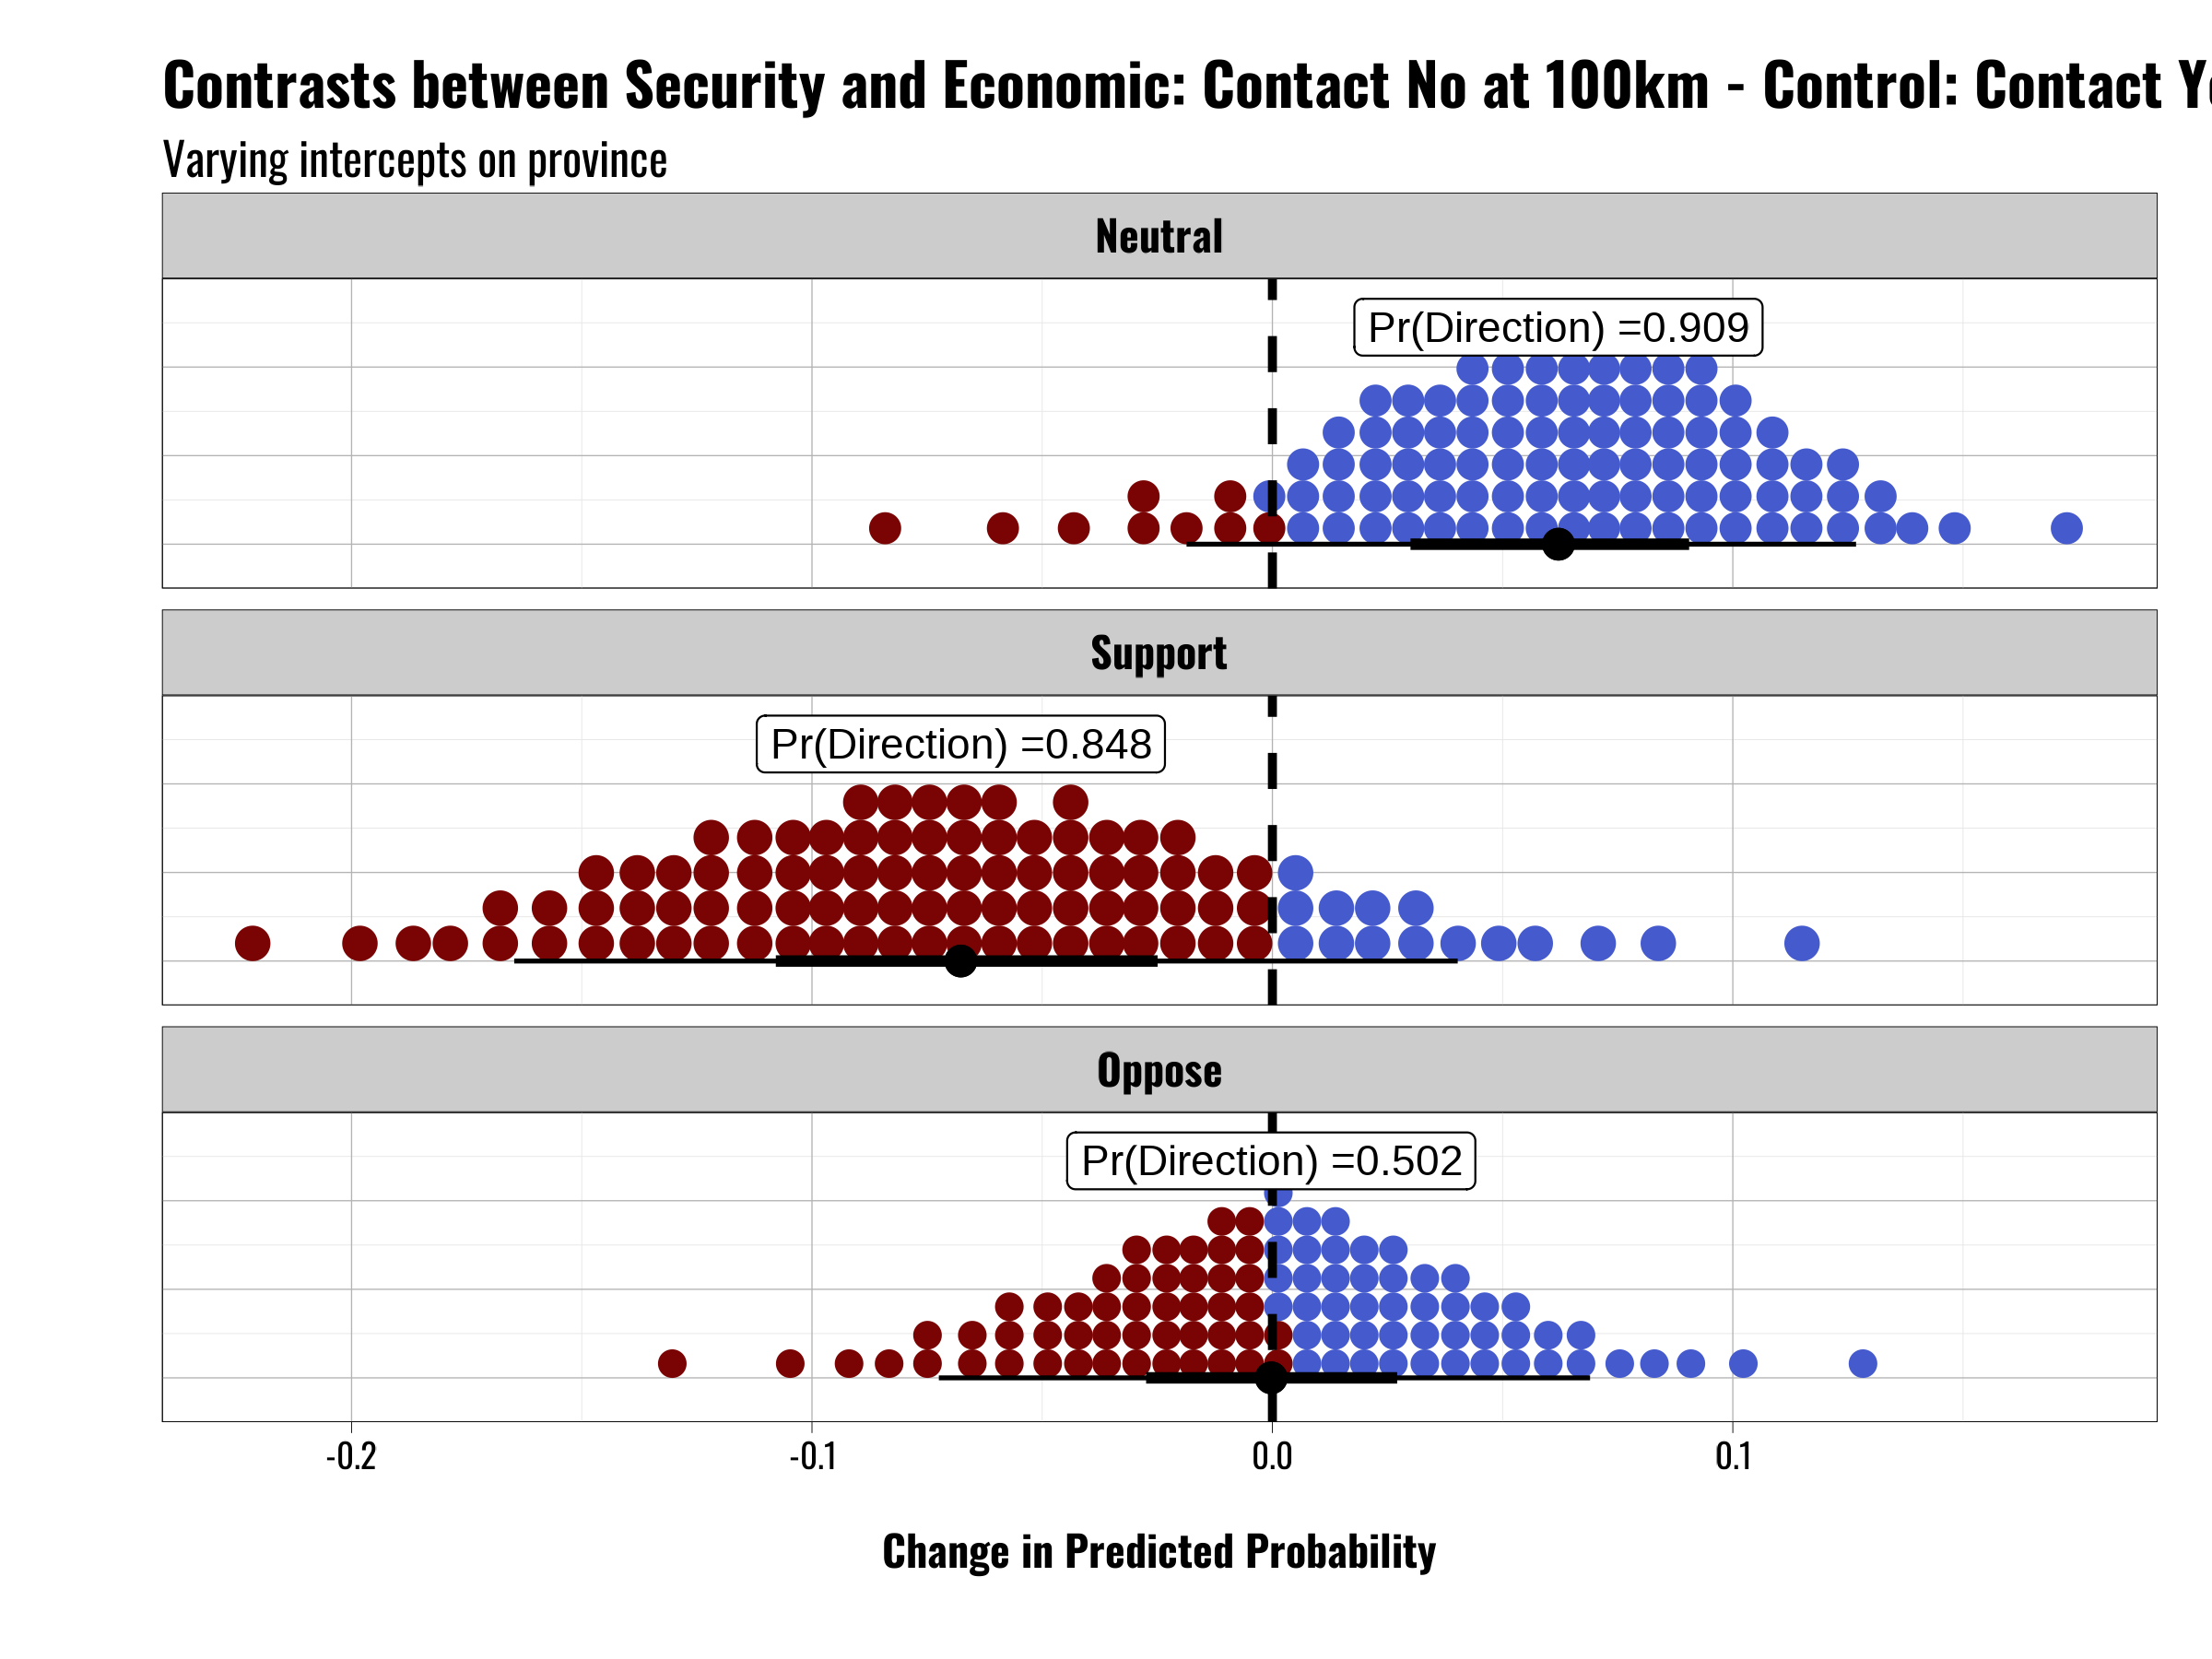 Contrasts between Security and Economic: Contact No at 100km - Control: Contact
Varying intercepts on province
Neutral
Pr(Direction) =0.909
Support
Pr(Direction) =0.848
Oppose
Pr(Direction) =0.502
-0.2 -0.1 0.0 0.1
Change in Predicted Probability